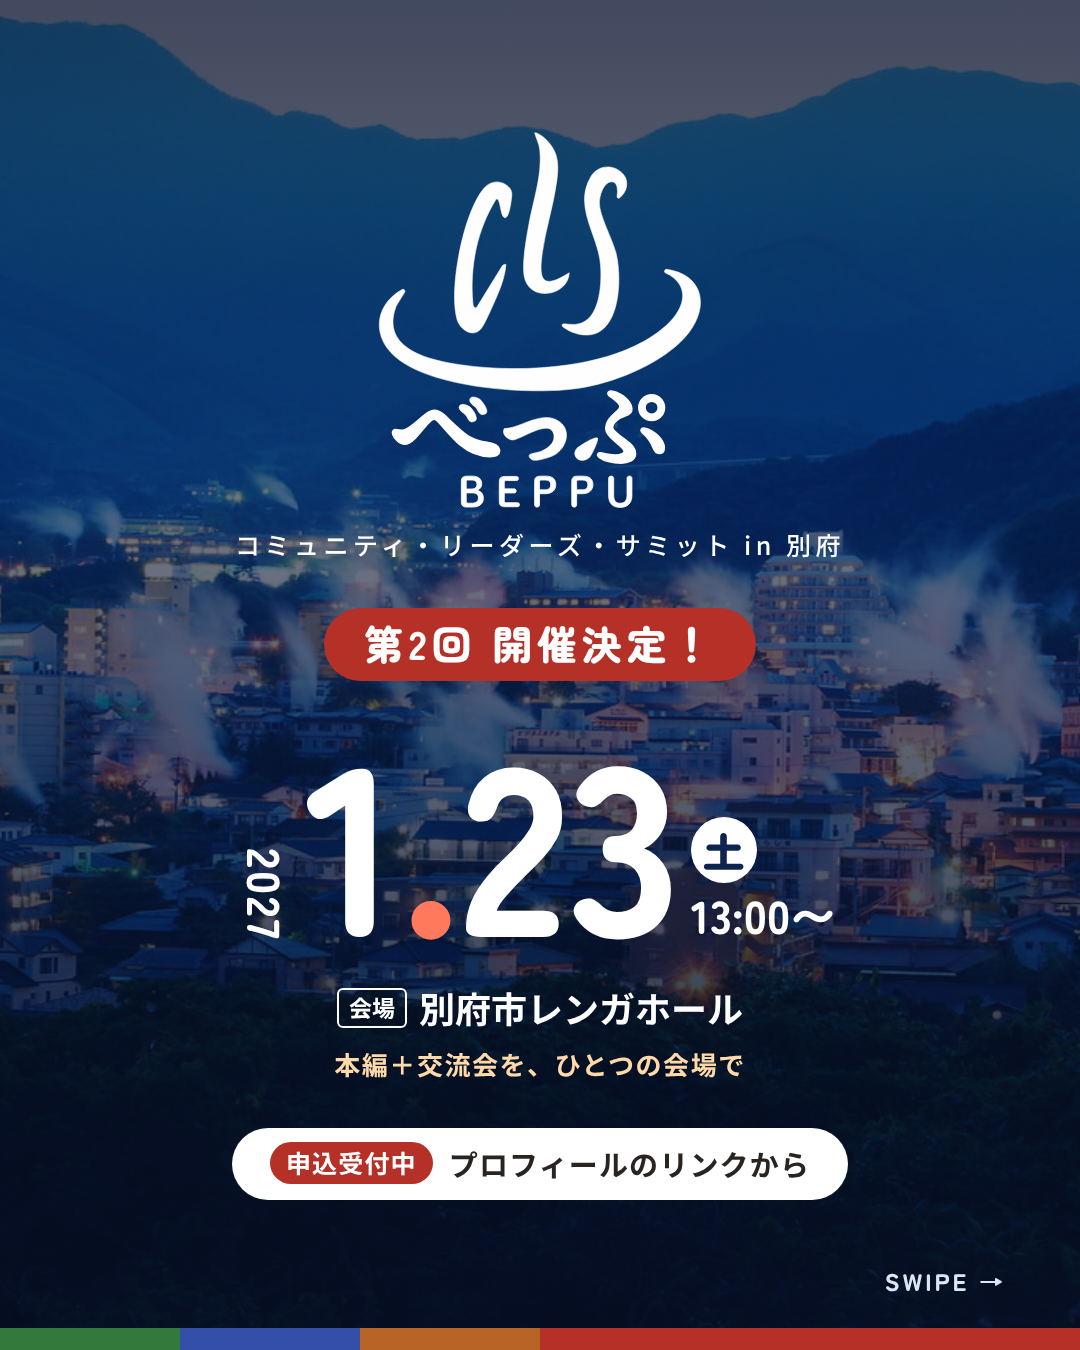 cls
べっぷ
BEPPU
コミュニティ・リーダーズ・サミット in 別府
第2回 開催決定！
2027
1.23
土
13:00〜
会場 別府市レンガホール
本編＋交流会を、ひとつの会場で
申込受付中 プロフィールのリンクから
SWIPE →